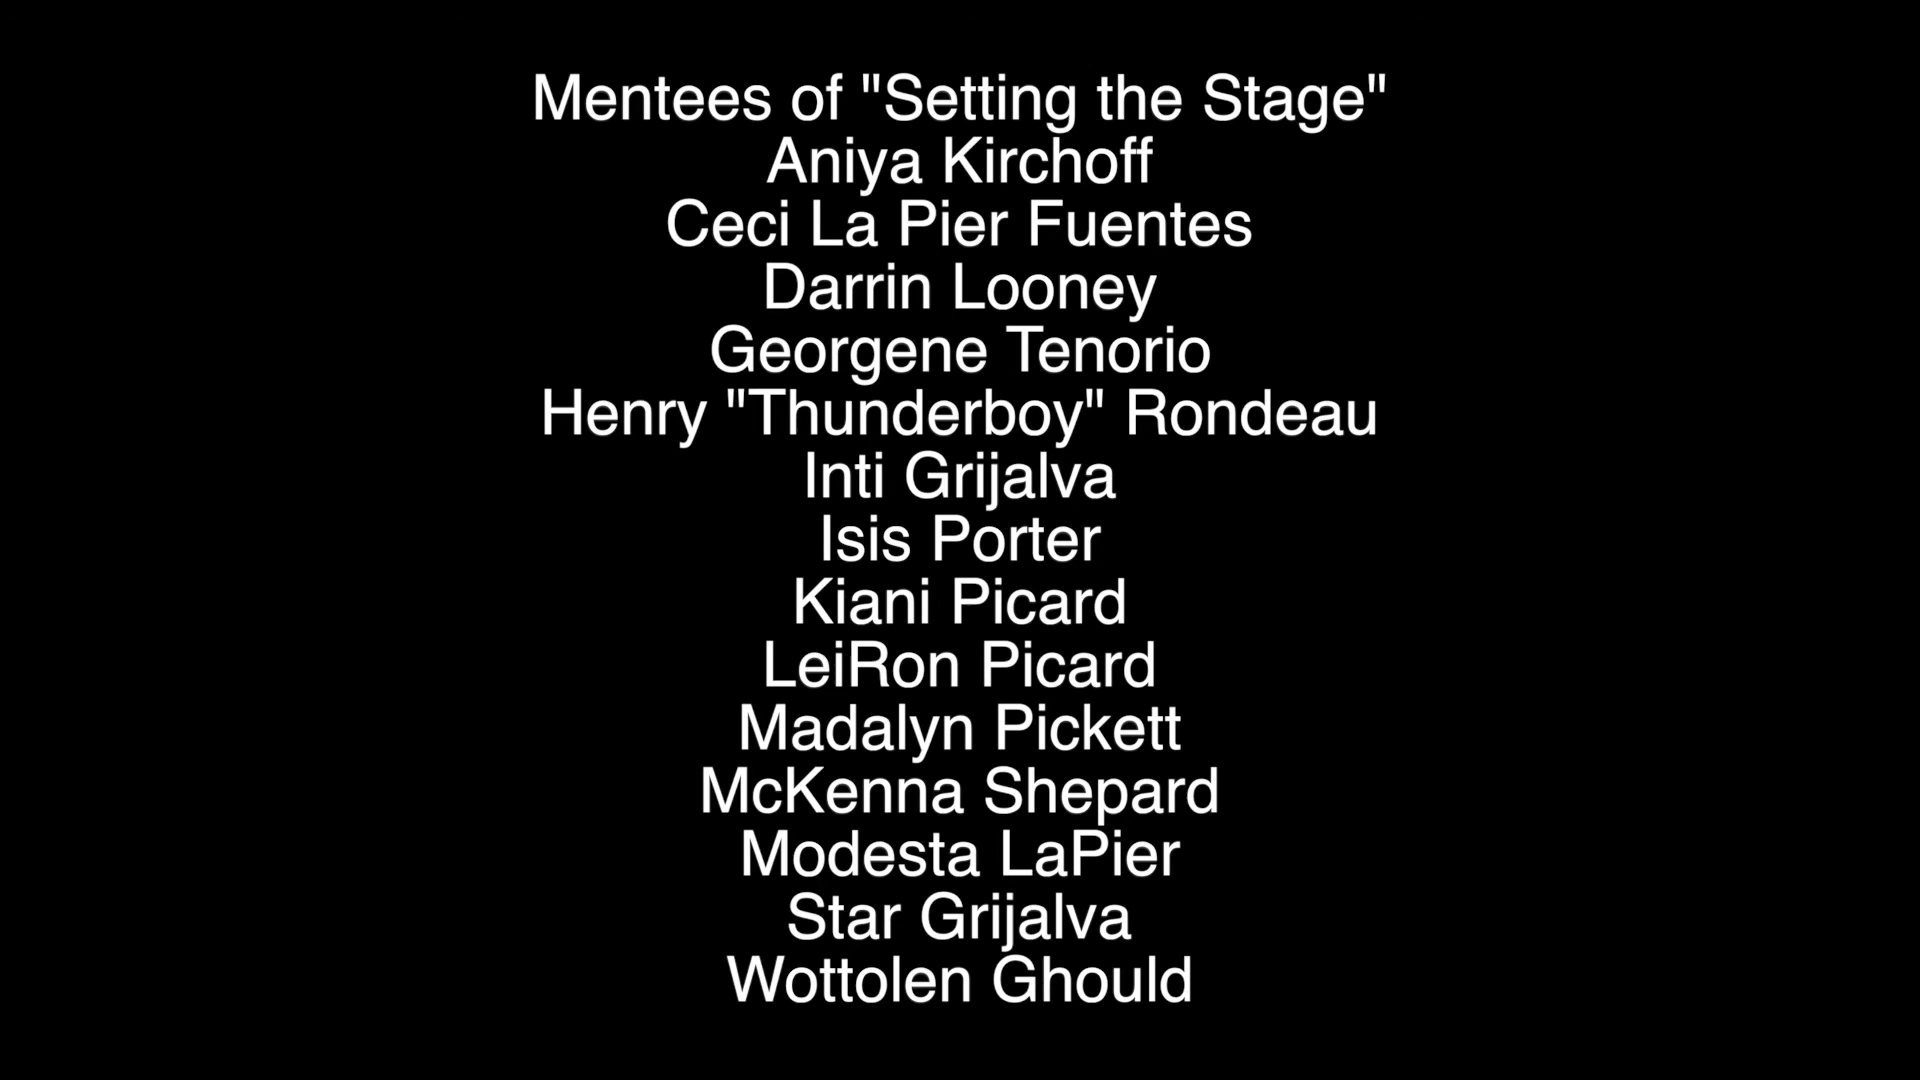 Mentees of "Setting the Stage"
Aniya Kirchoff
Ceci La Pier Fuentes
Darrin Looney
Georgene Tenorio
Henry "Thunderboy" Rondeau
Inti Grijalva
Isis Porter
Kiani Picard
LeiRon Picard
Madalyn Pickett
McKenna Shepard
Modesta LaPier
Star Grijalva
Wottolen Ghould